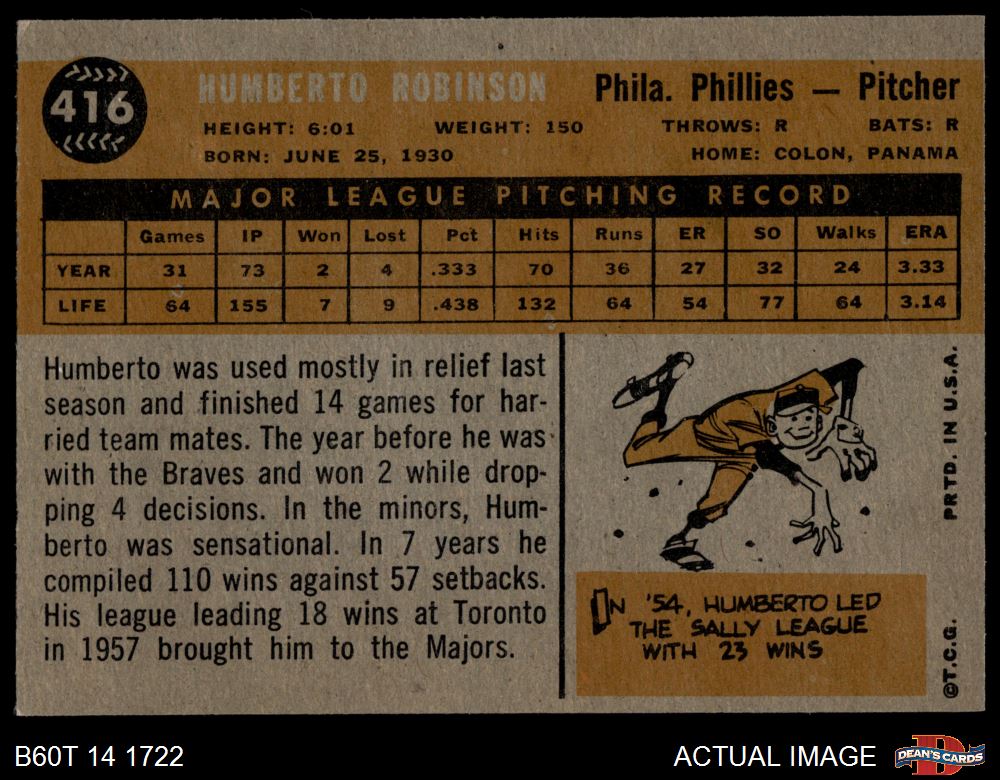 416
HUMBERTO ROBINSON
Phila. Phillies — Pitcher
HEIGHT: 6:01 WEIGHT: 150 THROWS: R BATS: R
BORN: JUNE 25, 1930 HOME: COLON, PANAMA
MAJOR LEAGUE PITCHING RECORD
Games IP Won Lost Pct Hits Runs ER SO Walks ERA
YEAR 31 73 2 4 .333 70 36 27 32 24 3.33
LIFE 64 155 7 9 .438 132 64 54 77 64 3.14
Humberto was used mostly in relief last
season and finished 14 games for har-
ried team mates. The year before he was
with the Braves and won 2 while drop-
ping 4 decisions. In the minors, Hum-
berto was sensational. In 7 years he
compiled 110 wins against 57 setbacks.
His league leading 18 wins at Toronto
in 1957 brought him to the Majors.
IN '54, HUMBERTO LED
THE SALLY LEAGUE
WITH 23 WINS
©T.C.G. PRTD. IN U.S.A.
B60T 14 1722
ACTUAL IMAGE
DEAN'S CARDS